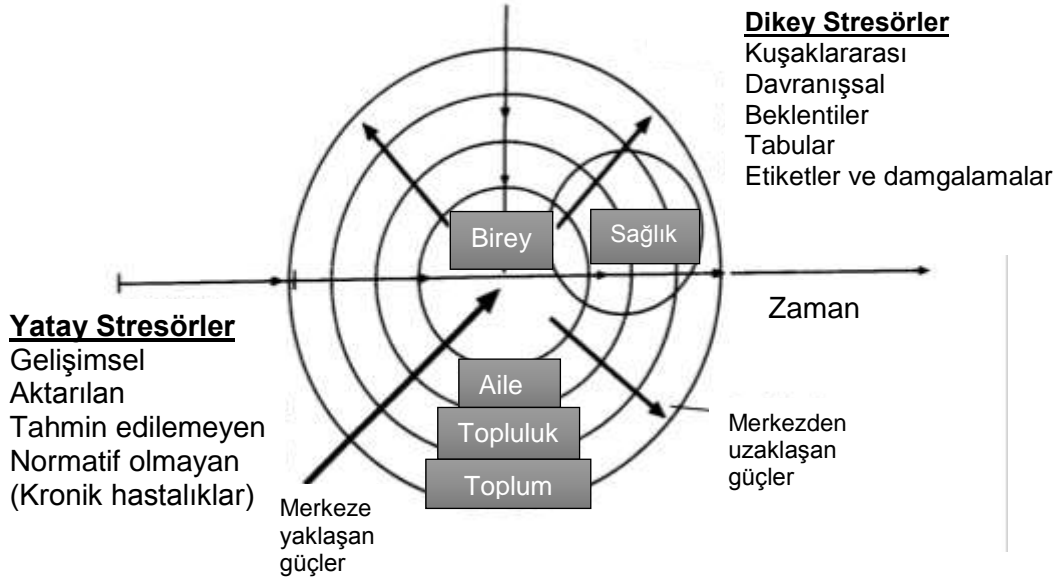 Dikey Stresörler
Kuşaklararası
Davranışsal
Beklentiler
Tabular
Etiketler ve damgalamalar
Birey
Sağlık
Zaman
Yatay Stresörler
Gelişimsel
Aktarılan
Tahmin edilemeyen
Normatif olmayan
(Kronik hastalıklar)
Aile
Topluluk
Toplum
Merkezden
uzaklaşan
güçler
Merkeze
yaklaşan
güçler